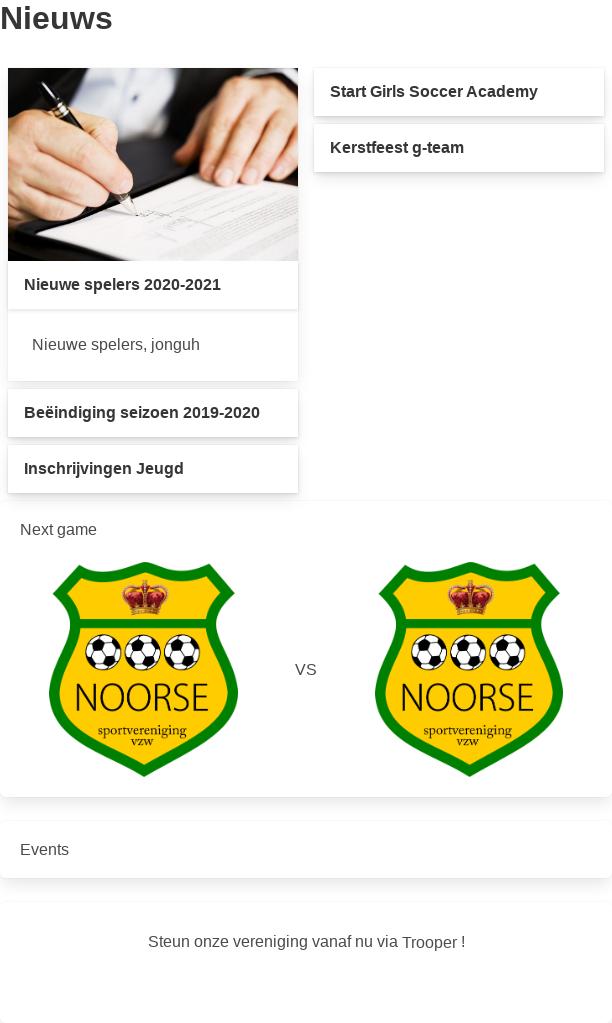 Nieuws
Nieuwe spelers 2020-2021
Nieuwe spelers, jonguh
Beëindiging seizoen 2019-2020
Inschrijvingen Jeugd
Start Girls Soccer Academy
Kerstfeest g-team
Next game
NOORSE
sportvereniging
vzw
VS
NOORSE
sportvereniging
vzw
Events
Steun onze vereniging vanaf nu via Trooper !